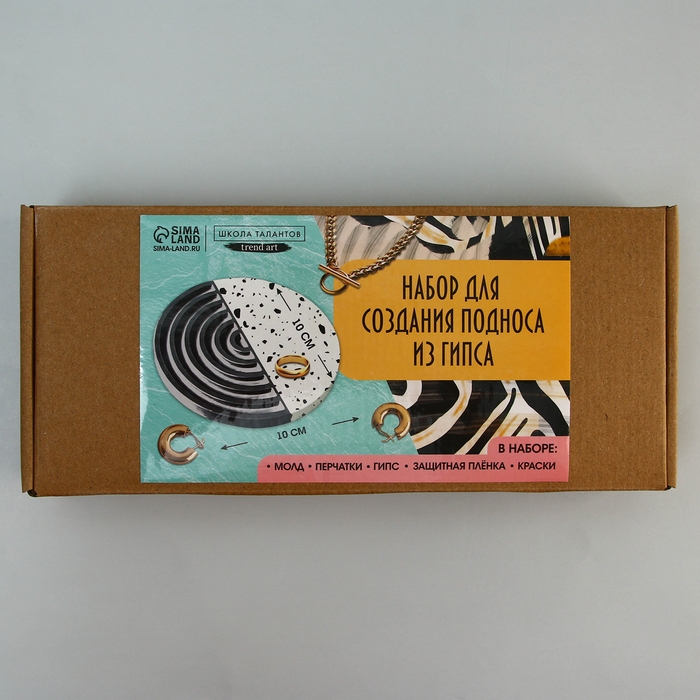 SIMA
LAND
SIMA-LAND.RU
ШКОЛА ТАЛАНТОВ
trend art
НАБОР ДЛЯ
СОЗДАНИЯ ПОДНОСА
ИЗ ГИПСА
10 СМ
10 СМ
В НАБОРЕ:
• МОЛД • ПЕРЧАТКИ • ГИПС • ЗАЩИТНАЯ ПЛЁНКА • КРАСКИ